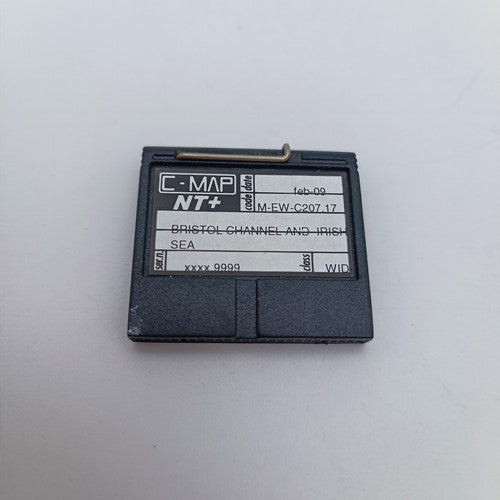 C-MAP
NT+
date feb-09
code M-EW-C207.17
BRISTOL CHANNEL AND IRISH
SEA
ser.n. xxxx 9999 class WID